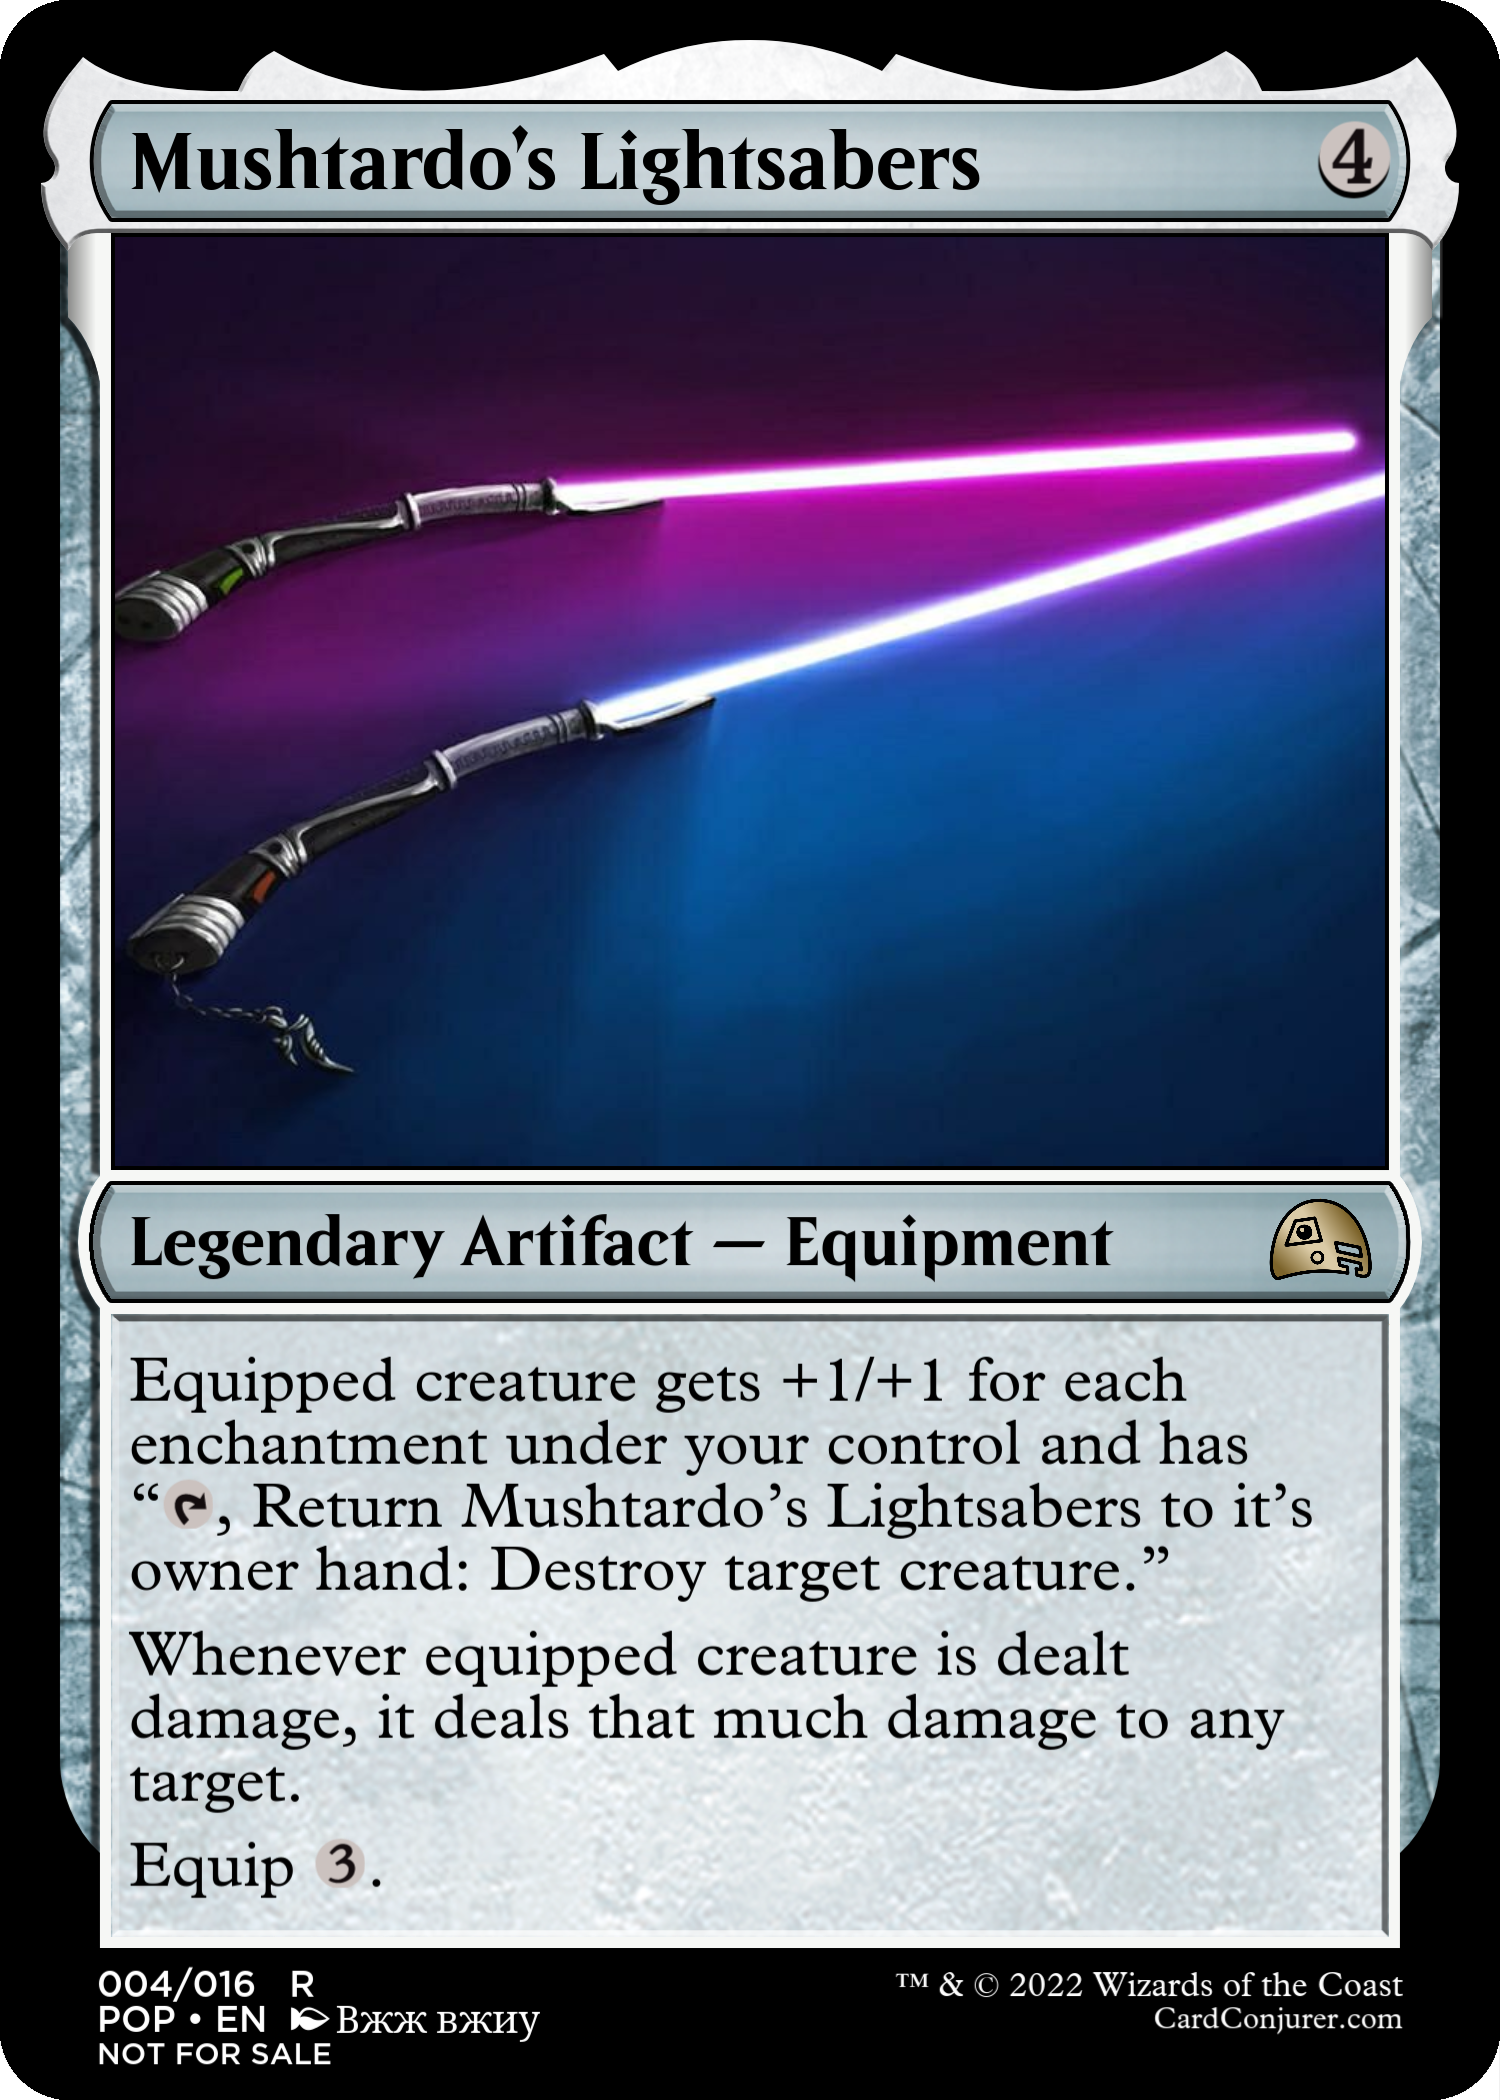 Mushtardo's Lightsabers 4
Legendary Artifact — Equipment
Equipped creature gets +1/+1 for each
enchantment under your control and has
“, Return Mushtardo’s Lightsabers to it’s
owner hand: Destroy target creature.”
Whenever equipped creature is dealt
damage, it deals that much damage to any
target.
Equip 3.
004/016 R
™ & © 2022 Wizards of the Coast
POP • EN Вжж вжиу
CardConjurer.com
NOT FOR SALE